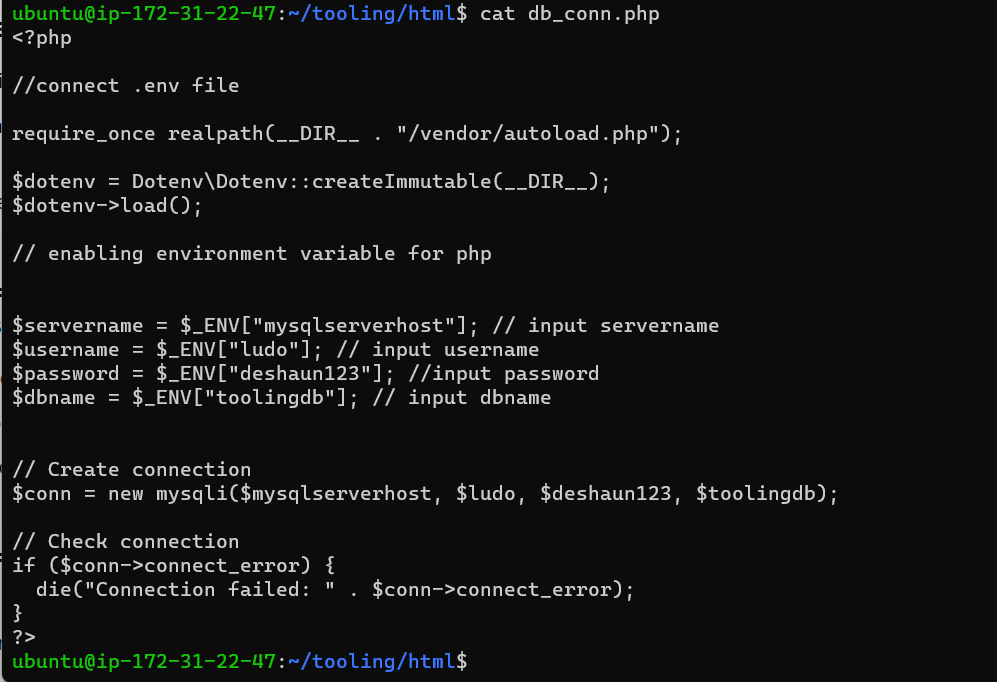 ubuntu@ip-172-31-22-47:~/tooling/html$ cat db_conn.php
<?php
//connect .env file
require_once realpath(__DIR__ . "/vendor/autoload.php");
$dotenv = Dotenv\Dotenv::createImmutable(__DIR__);
$dotenv->load();
// enabling environment variable for php
$servername = $_ENV["mysqlserverhost"]; // input servername
$username = $_ENV["ludo"]; // input username
$password = $_ENV["deshaun123"]; //input password
$dbname = $_ENV["toolingdb"]; // input dbname
// Create connection
$conn = new mysqli($mysqlserverhost, $ludo, $deshaun123, $toolingdb);
// Check connection
if ($conn->connect_error) {
  die("Connection failed: " . $conn->connect_error);
}
?>
ubuntu@ip-172-31-22-47:~/tooling/html$